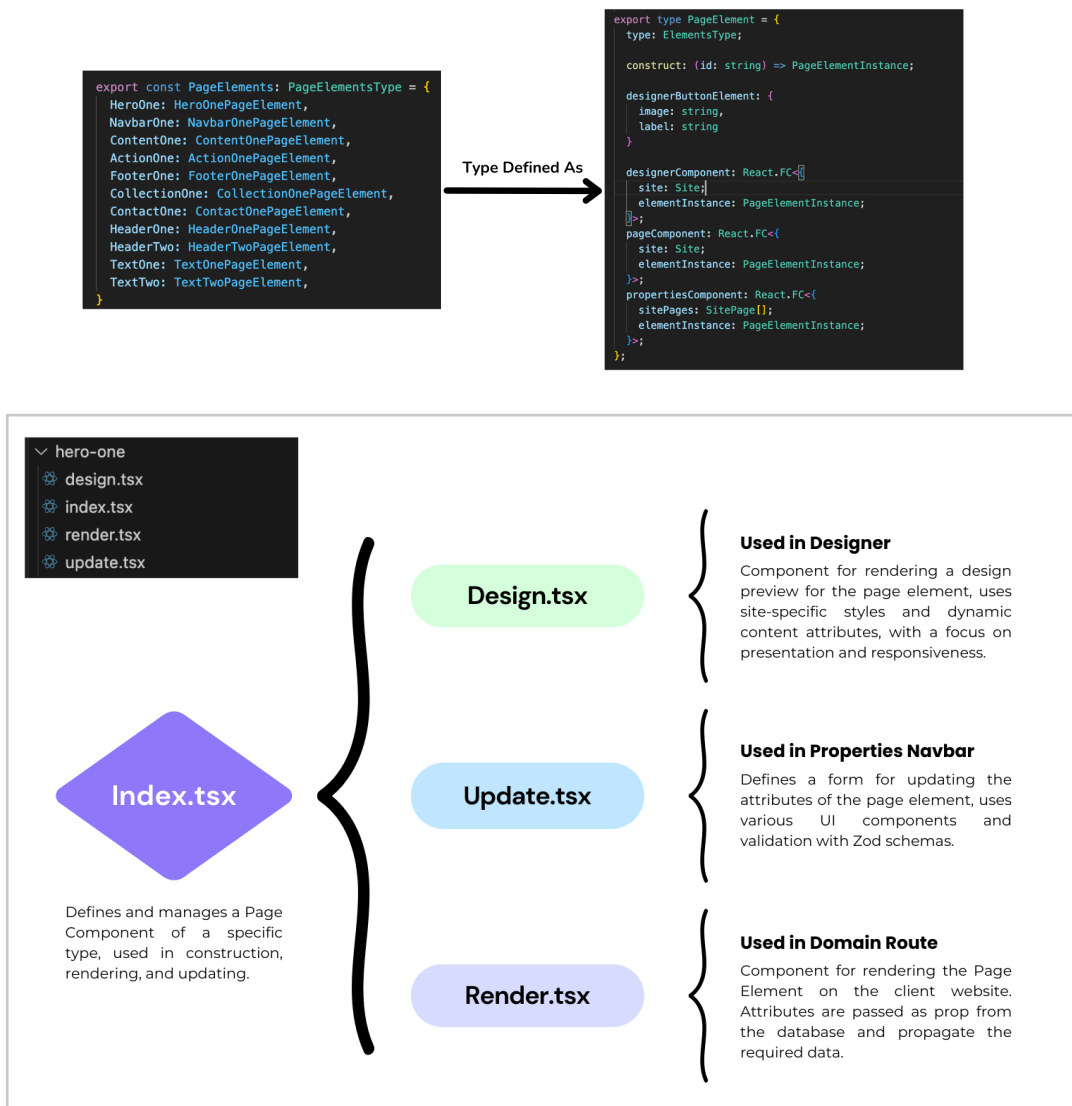 export const PageElements: PageElementsType = {
HeroOne: HeroOnePageElement,
NavbarOne: NavbarOnePageElement,
ContentOne: ContentOnePageElement,
ActionOne: ActionOnePageElement,
FooterOne: FooterOnePageElement,
CollectionOne: CollectionOnePageElement,
ContactOne: ContactOnePageElement,
HeaderOne: HeaderOnePageElement,
HeaderTwo: HeaderTwoPageElement,
TextOne: TextOnePageElement,
TextTwo: TextTwoPageElement,
}
Type Defined As
export type PageElement = {
type: ElementsType;
construct: (id: string) => PageElementInstance;
designerButtonElement: {
image: string,
label: string
}
designerComponent: React.FC<{
site: Site;
elementInstance: PageElementInstance;
}>;
pageComponent: React.FC<{
site: Site;
elementInstance: PageElementInstance;
}>;
propertiesComponent: React.FC<{
sitePages: SitePage[];
elementInstance: PageElementInstance;
}>;
};
hero-one
design.tsx
index.tsx
render.tsx
update.tsx
Index.tsx
Defines and manages a Page
Component of a specific
type, used in construction,
rendering, and updating.
Design.tsx
Used in Designer
Component for rendering a design
preview for the page element, uses
site-specific styles and dynamic
content attributes, with a focus on
presentation and responsiveness.
Update.tsx
Used in Properties Navbar
Defines a form for updating the
attributes of the page element, uses
various UI components and
validation with Zod schemas.
Render.tsx
Used in Domain Route
Component for rendering the Page
Element on the client website.
Attributes are passed as prop from
the database and propagate the
required data.